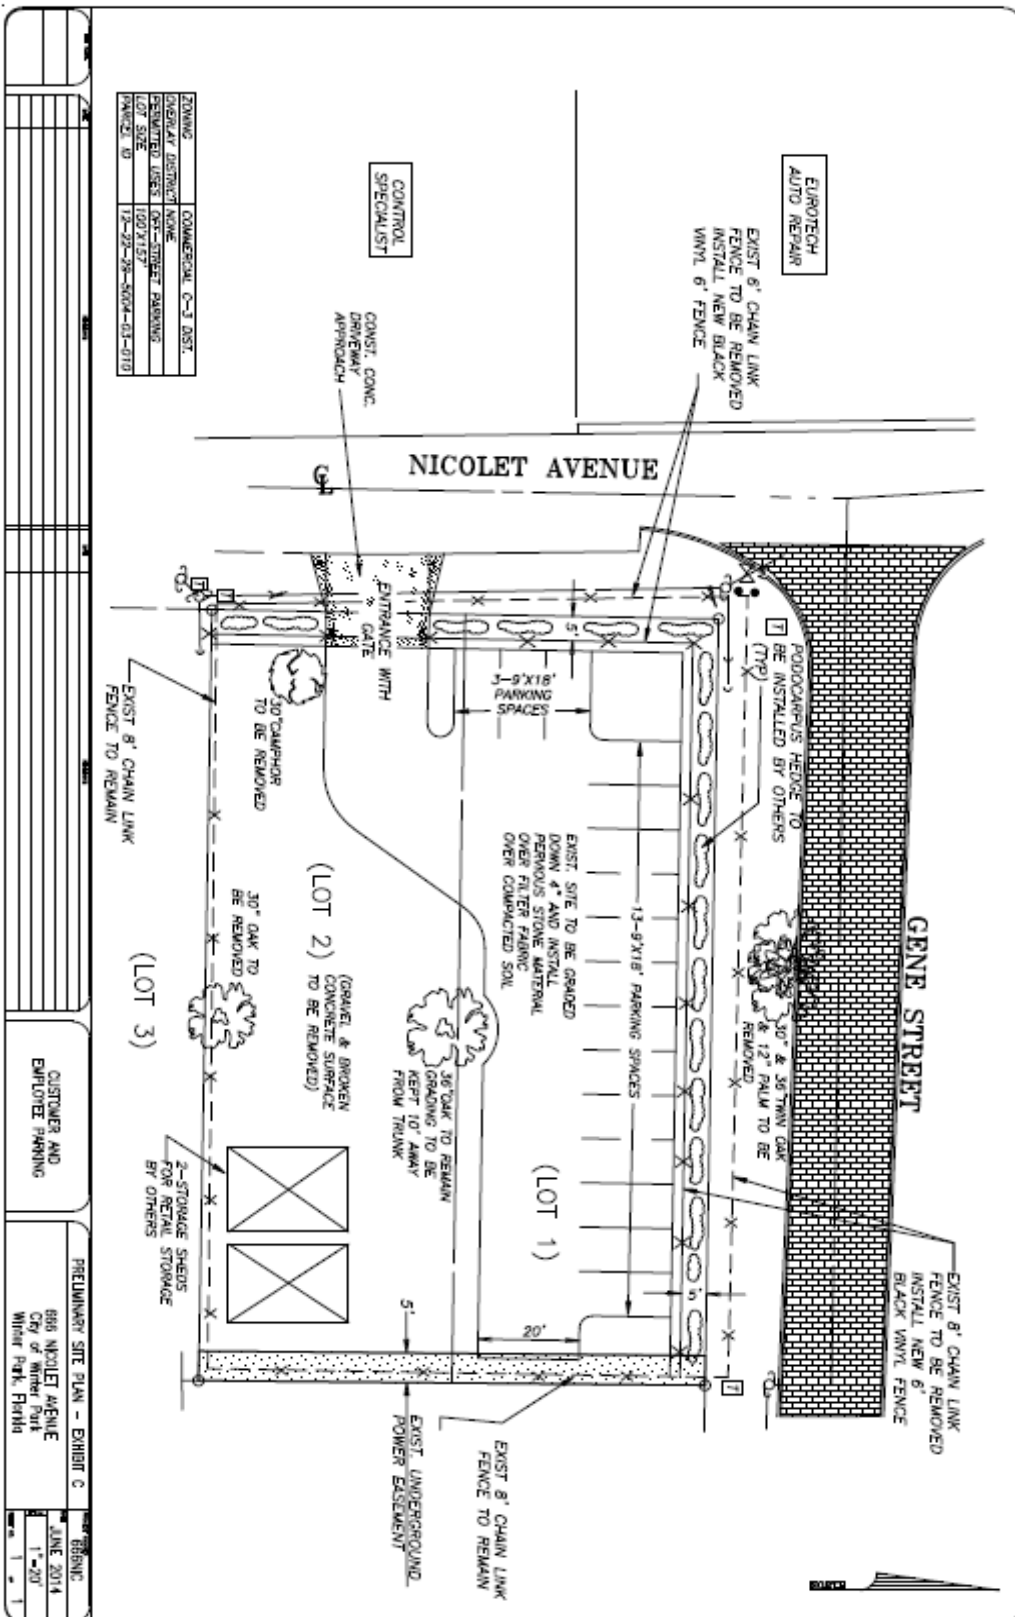 EUROTECH
AUTO REPAIR
EXIST 6' CHAIN LINK
FENCE TO BE REMOVED
INSTALL NEW BLACK
VINYL 6' FENCE
CONTROL
SPECIALIST
CONST. CONC.
DRIVEWAY
APPROACH
ZONING COMMERCIAL C-3 DIST.
OVERLAY DISTRICT NONE
PERMITTED USES OFF-STREET PARKING
LOT SIZE 100'X157'
PARCEL ID 12-22-29-5004-03-010
NICOLET AVENUE
CL
ENTRANCE WITH
GATE
5'
3-9'X18'
PARKING
SPACES
T
T
T
PODOCARPUS HEDGE TO
BE INSTALLED BY OTHERS
(TYP)
30" CAMPHOR
TO BE REMOVED
EXIST 8' CHAIN LINK
FENCE TO REMAIN
GENE STREET
30" & 36" TWIN OAK
& 12" PALM TO BE
REMOVED
13-9'X18' PARKING SPACES
EXIST. SITE TO BE GRADED
DOWN 4" AND INSTALL
PERVIOUS STONE MATERIAL
OVER FILTER FABRIC
OVER COMPACTED SOIL
(LOT 2)
30" OAK TO
BE REMOVED
(LOT 3)
(GRAVEL & BROKEN
CONCRETE SURFACE
TO BE REMOVED)
36" OAK TO REMAIN
GRADING TO BE
KEPT 10' AWAY
FROM TRUNK
(LOT 1)
2-STORAGE SHEDS
FOR RETAIL STORAGE
BY OTHERS
EXIST 8' CHAIN LINK
FENCE TO BE REMOVED
INSTALL NEW 6'
BLACK VINYL FENCE
5'
20'
5'
T
EXIST 8' CHAIN LINK
FENCE TO REMAIN
EXIST. UNDERGROUND
POWER EASEMENT
CUSTOMER AND
EMPLOYEE PARKING
PRELIMINARY SITE PLAN - EXHIBIT C
666 NICOLET AVENUE
City of Winter Park
Winter Park, Florida
666NIC
JUNE 2014
1"=20'
1 1